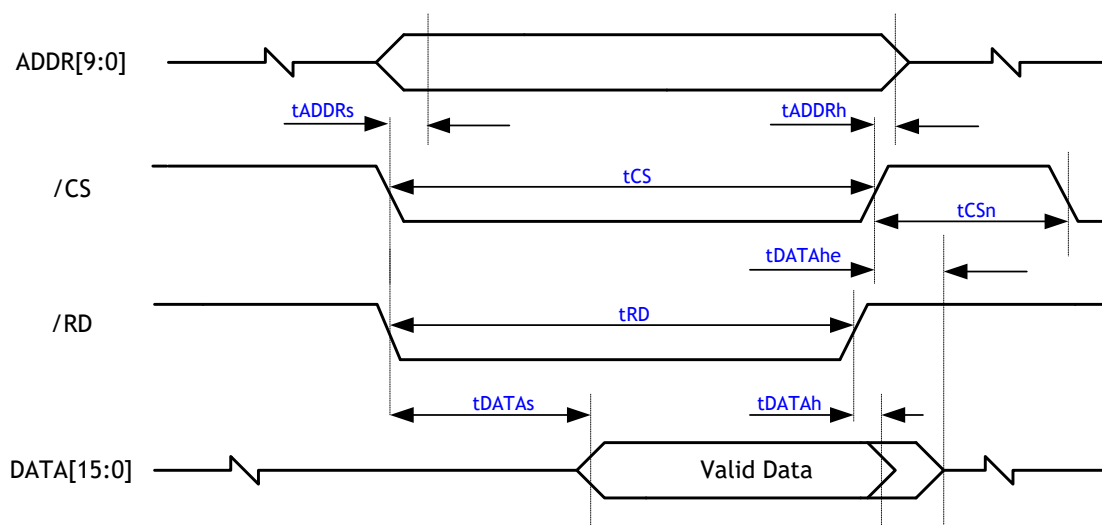 ADDR[9:0]
tADDRs
tADDRh
/CS
tCS
tCSn
tDATAhe
/RD
tRD
tDATAs
tDATAh
DATA[15:0]
Valid Data